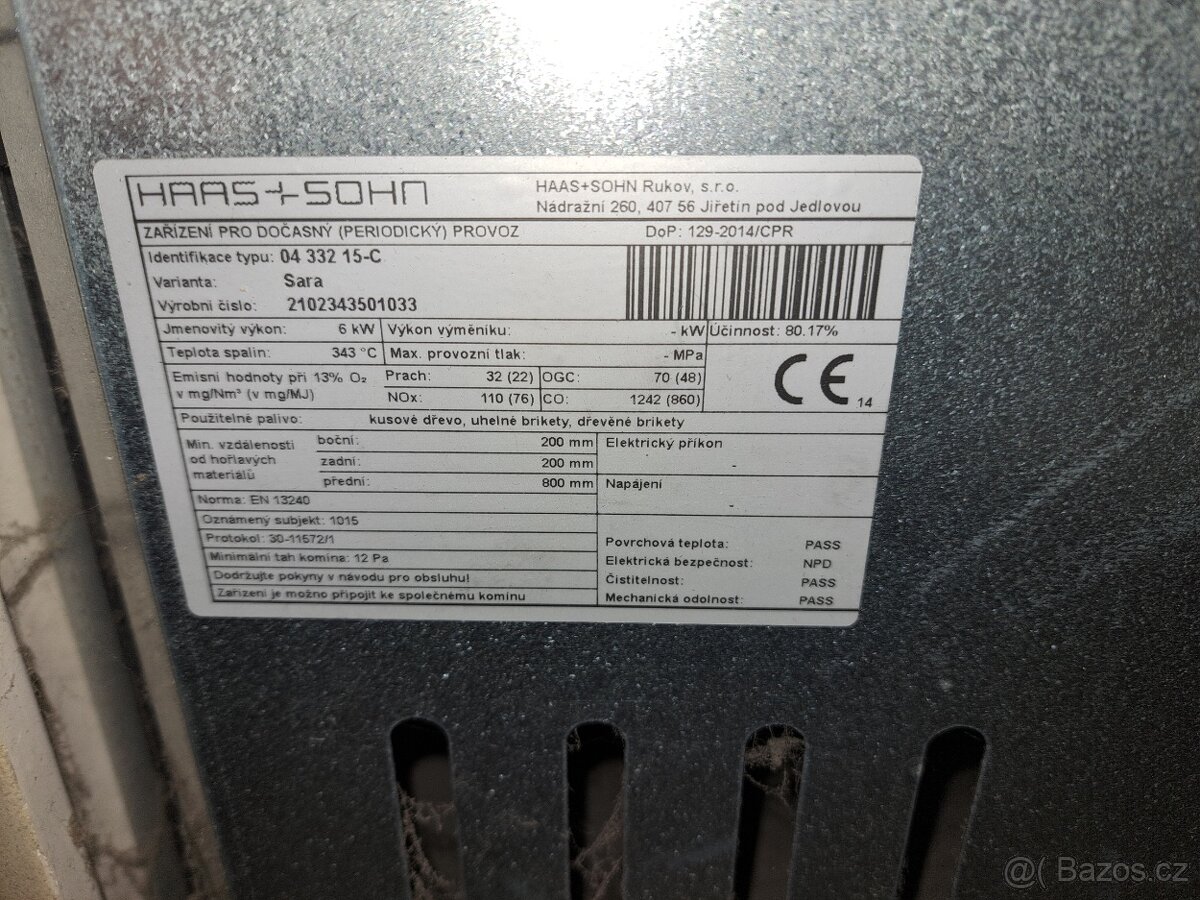 HAAS+SOHN
HAAS+SOHN Rukov, s.r.o.
Nádražní 260, 407 56 Jiřetín pod Jedlovou
ZAŘÍZENÍ PRO DOČASNÝ (PERIODICKÝ) PROVOZ DoP: 129-2014/CPR
Identifikace typu: 04 332 15-C
Varianta: Sara
Výrobní číslo: 2102343501033
Jmenovitý výkon: 6 kW Výkon výměníku: - kW Účinnost: 80.17%
Teplota spalin: 343 °C Max. provozní tlak: - MPa
Emisní hodnoty při 13% O₂
v mg/Nm³ (v mg/MJ)
Prach: 32 (22) OGC: 70 (48)
NOx: 110 (76) CO: 1242 (860)
CE 14
Použitelné palivo: kusové dřevo, uhelné brikety, dřevěné brikety
Min. vzdálenosti
od hořlavých
materiálů
boční: 200 mm
zadní: 200 mm
přední: 800 mm
Elektrický příkon
-
Napájení
Norma: EN 13240
Oznámený subjekt: 1015
Protokol: 30-11572/1
Minimální tah komína: 12 Pa
Dodržujte pokyny v návodu pro obsluhu!
Zařízení je možno připojit ke společnému komínu
Povrchová teplota: PASS
Elektrická bezpečnost: NPD
Čistitelnost: PASS
Mechanická odolnost: PASS
@( Bazos.cz